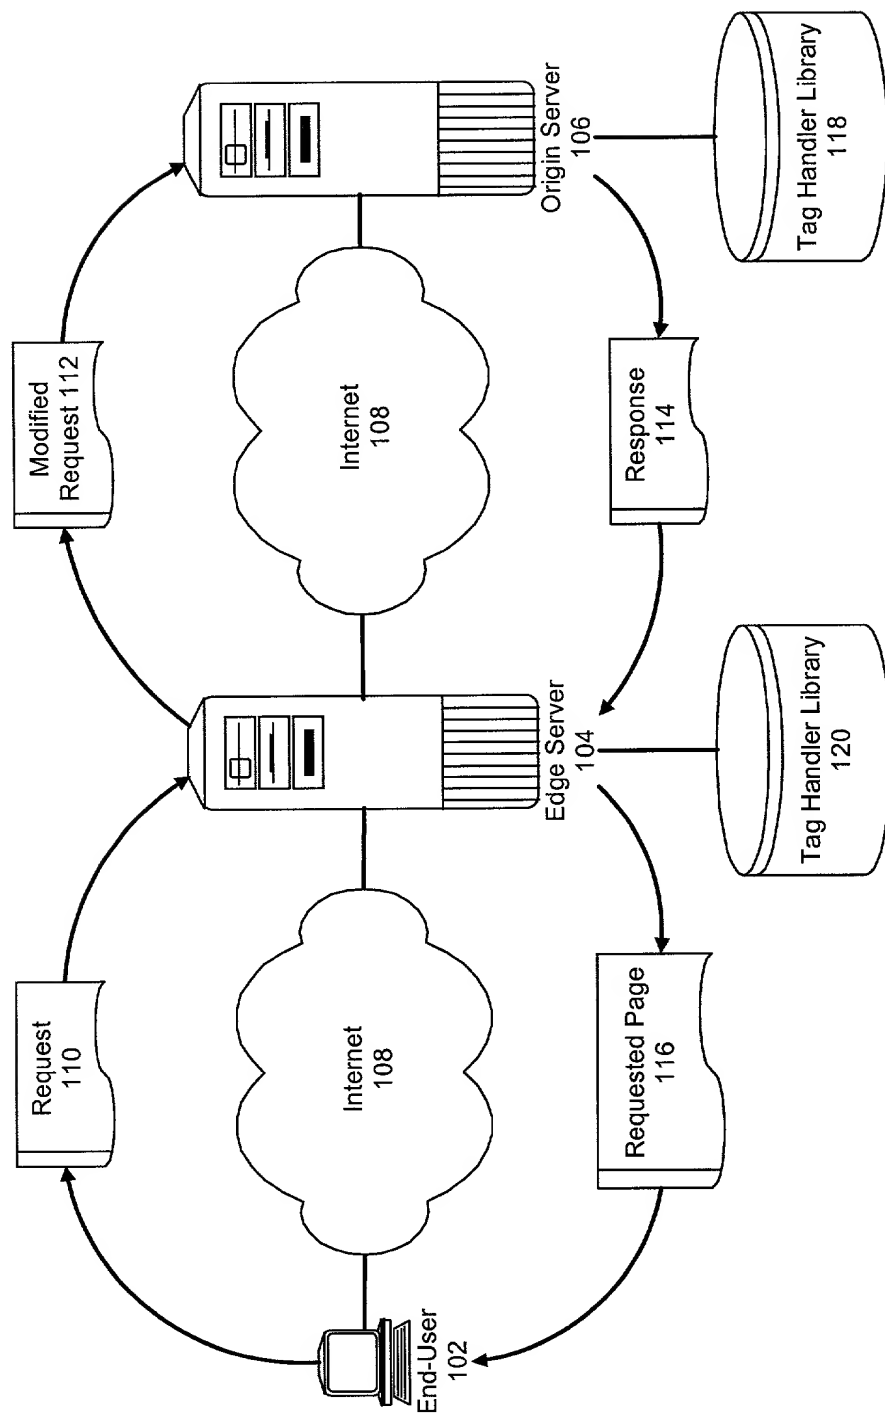 Request
110
Modified
Request 112
End-User
102
Internet
108
Edge Server
104
Internet
108
Origin Server
106
Requested Page
116
Response
114
Tag Handler Library
120
Tag Handler Library
118